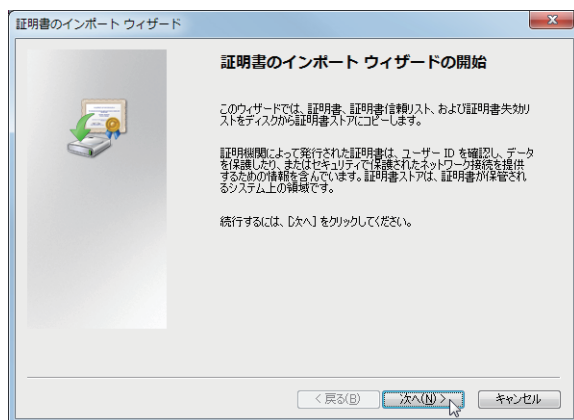 証明書のインポート ウィザード
証明書のインポート ウィザードの開始
このウィザードでは、証明書、証明書信頼リスト、および証明書失効リ
ストをディスクから証明書ストアにコピーします。
証明機関によって発行された証明書は、ユーザー ID を確認し、データ
を保護したり、またはセキュリティで保護されたネットワーク接続を提供
するための情報を含んでいます。証明書ストアは、証明書が保管され
るシステム上の領域です。
続行するには、[次へ] をクリックしてください。
< 戻る(B)
次へ(N) >
キャンセル